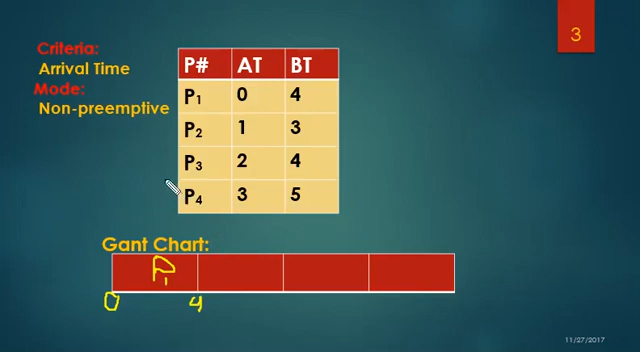 3
Criteria:
Arrival Time
Mode:
Non-preemptive
P# AT BT
P1 0 4
P2 1 3
P3 2 4
P4 3 5
Gant Chart:
P1
0 4
11/27/2017